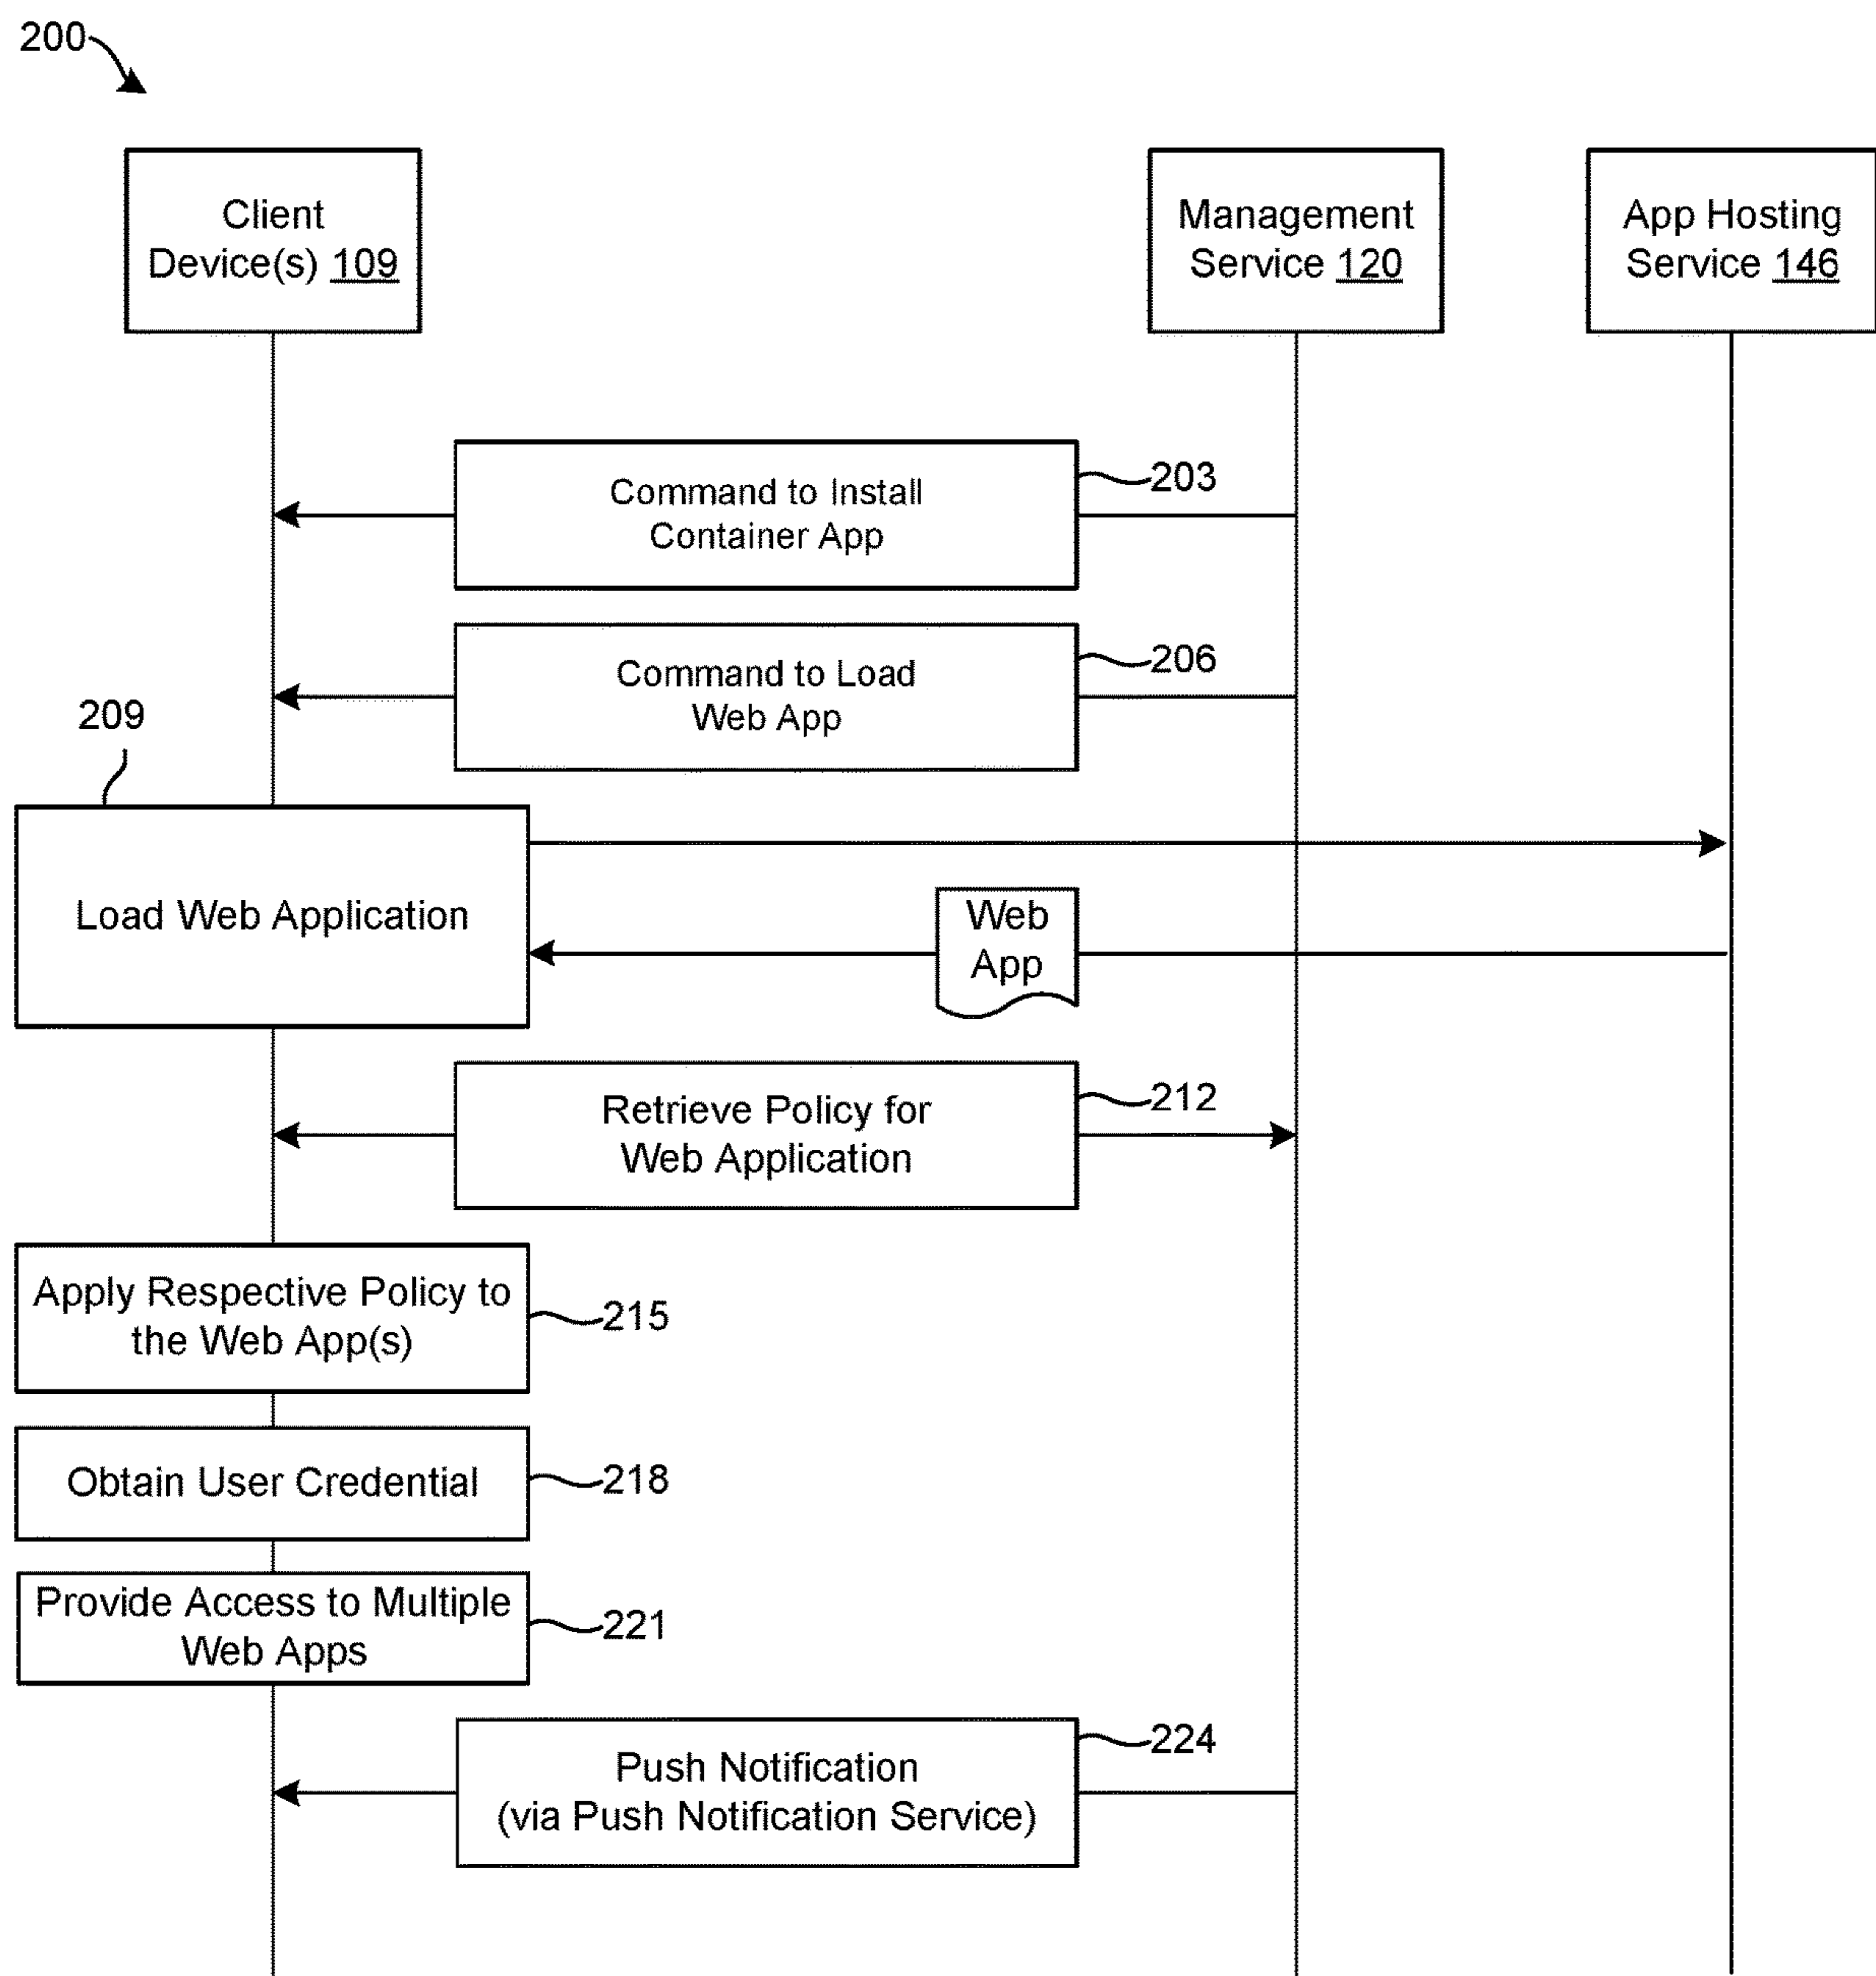 200
Client
Device(s) 109
Management
Service 120
App Hosting
Service 146
Command to Install
Container App
203
Command to Load
Web App
206
209
Load Web Application
Web
App
Retrieve Policy for
Web Application
212
Apply Respective Policy to
the Web App(s)
215
Obtain User Credential
218
Provide Access to Multiple
Web Apps
221
Push Notification
(via Push Notification Service)
224